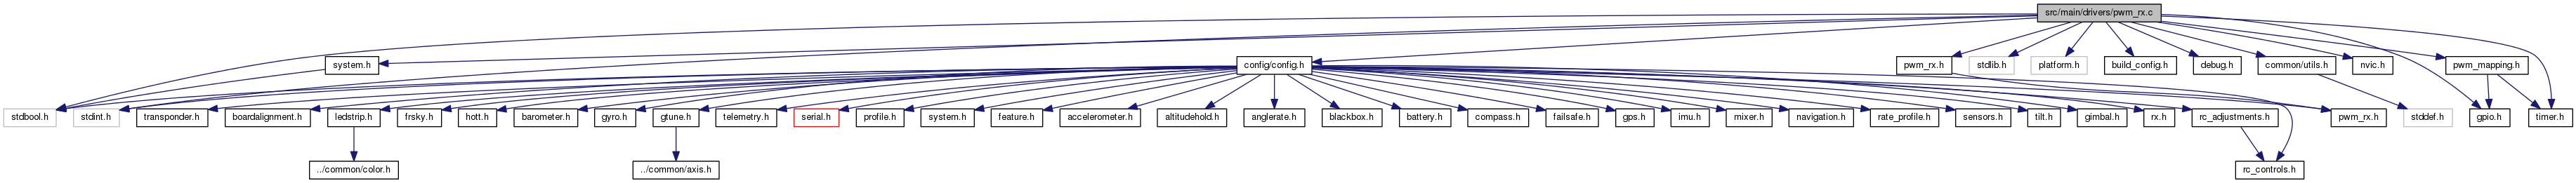 src/main/drivers/pwm_rx.c
system.h
config/config.h
pwm_rx.h
stdlib.h
platform.h
build_config.h
debug.h
common/utils.h
nvic.h
pwm_mapping.h
stdbool.h
stdint.h
transponder.h
boardalignment.h
ledstrip.h
frsky.h
hott.h
barometer.h
gyro.h
gtune.h
telemetry.h
serial.h
profile.h
system.h
feature.h
accelerometer.h
altitudehold.h
anglerate.h
blackbox.h
battery.h
compass.h
failsafe.h
gps.h
imu.h
mixer.h
navigation.h
rate_profile.h
sensors.h
tilt.h
gimbal.h
rx.h
rc_adjustments.h
pwm_rx.h
stddef.h
gpio.h
timer.h
../common/color.h
../common/axis.h
rc_controls.h